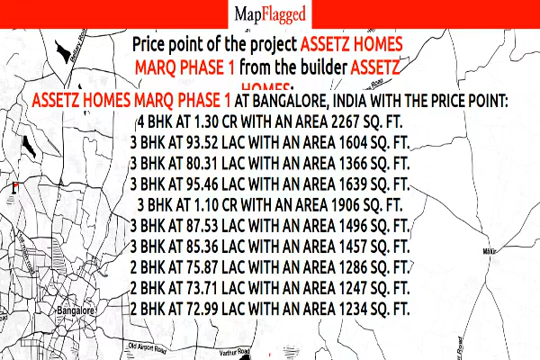 MapFlagged
Price point of the project ASSETZ HOMES
MARQ PHASE 1 from the builder ASSETZ
HOMES:
ASSETZ HOMES MARQ PHASE 1 AT BANGALORE, INDIA WITH THE PRICE POINT:
4 BHK AT 1.30 CR WITH AN AREA 2267 SQ. FT.
3 BHK AT 93.52 LAC WITH AN AREA 1604 SQ. FT.
3 BHK AT 80.31 LAC WITH AN AREA 1366 SQ. FT.
3 BHK AT 95.46 LAC WITH AN AREA 1639 SQ. FT.
3 BHK AT 1.10 CR WITH AN AREA 1906 SQ. FT.
3 BHK AT 87.53 LAC WITH AN AREA 1496 SQ. FT.
3 BHK AT 85.36 LAC WITH AN AREA 1457 SQ. FT.
2 BHK AT 75.87 LAC WITH AN AREA 1286 SQ. FT.
2 BHK AT 73.71 LAC WITH AN AREA 1247 SQ. FT.
2 BHK AT 72.99 LAC WITH AN AREA 1234 SQ. FT.
Bangalore
Old Airport Road
Varthur Road